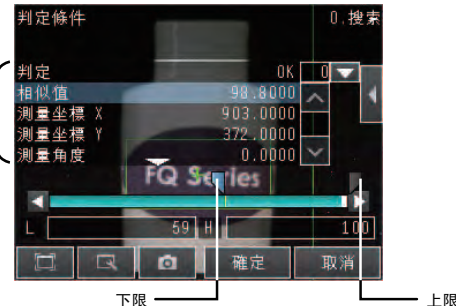 判定條件 0.搜索
判定 OK 0
相似值 98.8000
測量坐標 X 903.0000
測量坐標 Y 372.0000
測量角度 0.0000
FQ Series
L 59 H 100
確定 取消
下限 上限